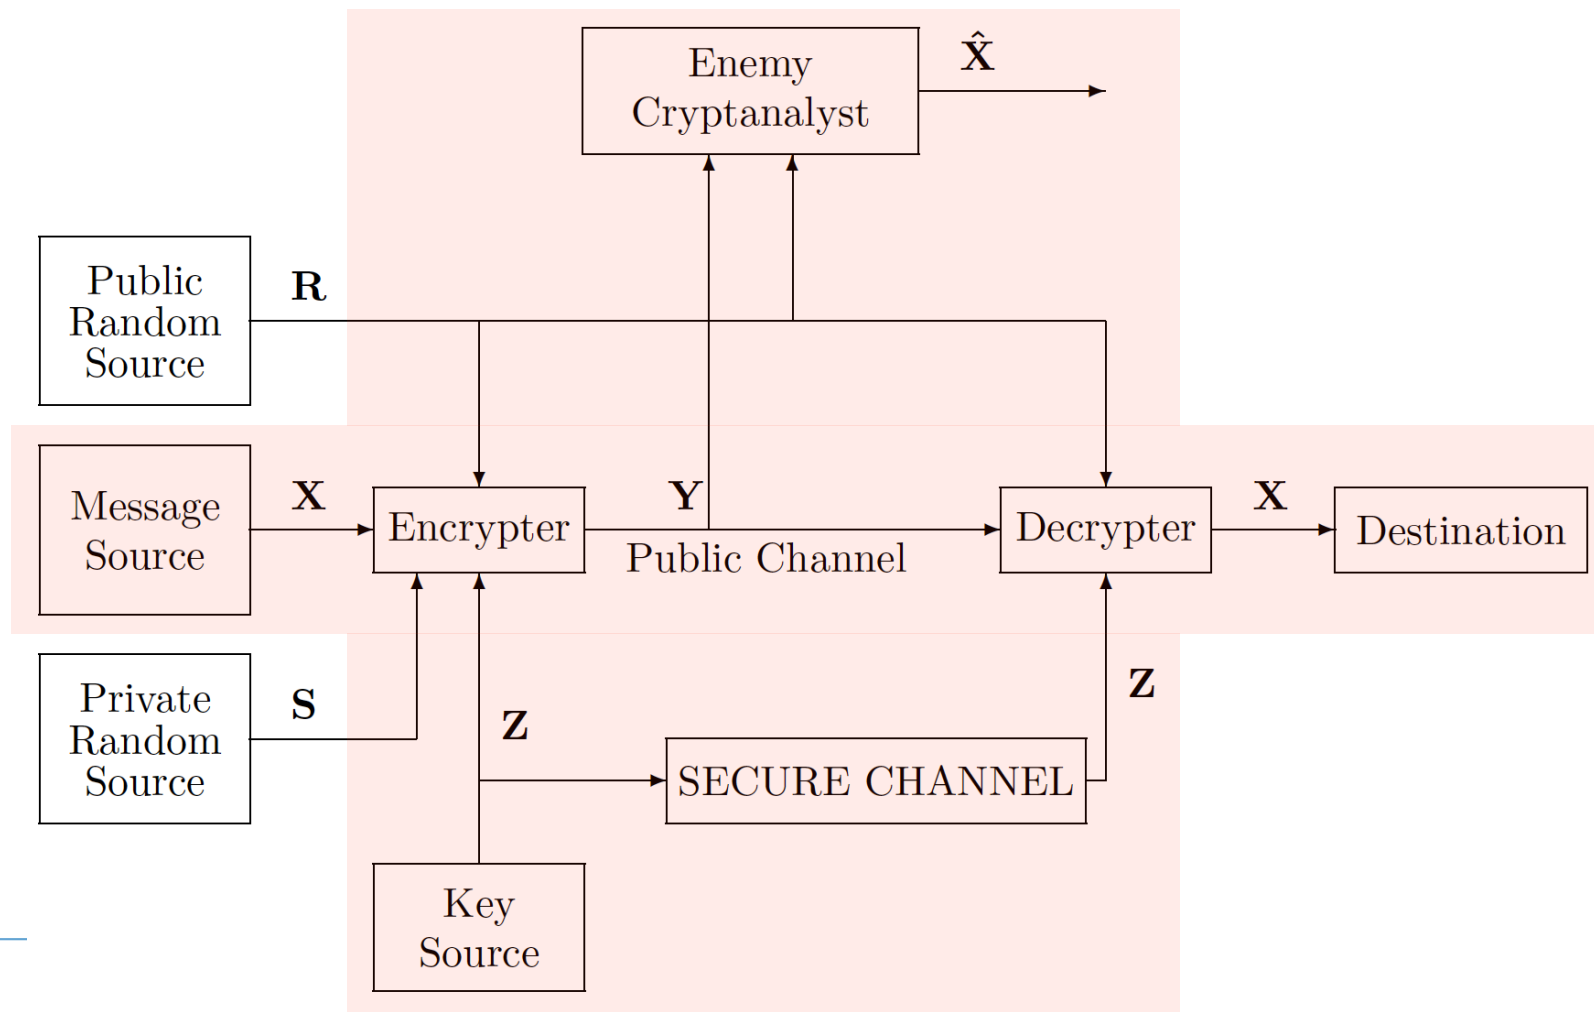 Enemy
Cryptanalyst
X̂
Public
Random
Source
R
Message
Source
X
Encrypter
Y
Public Channel
Decrypter
X
Destination
Private
Random
Source
S
Z
SECURE CHANNEL
Z
Key
Source